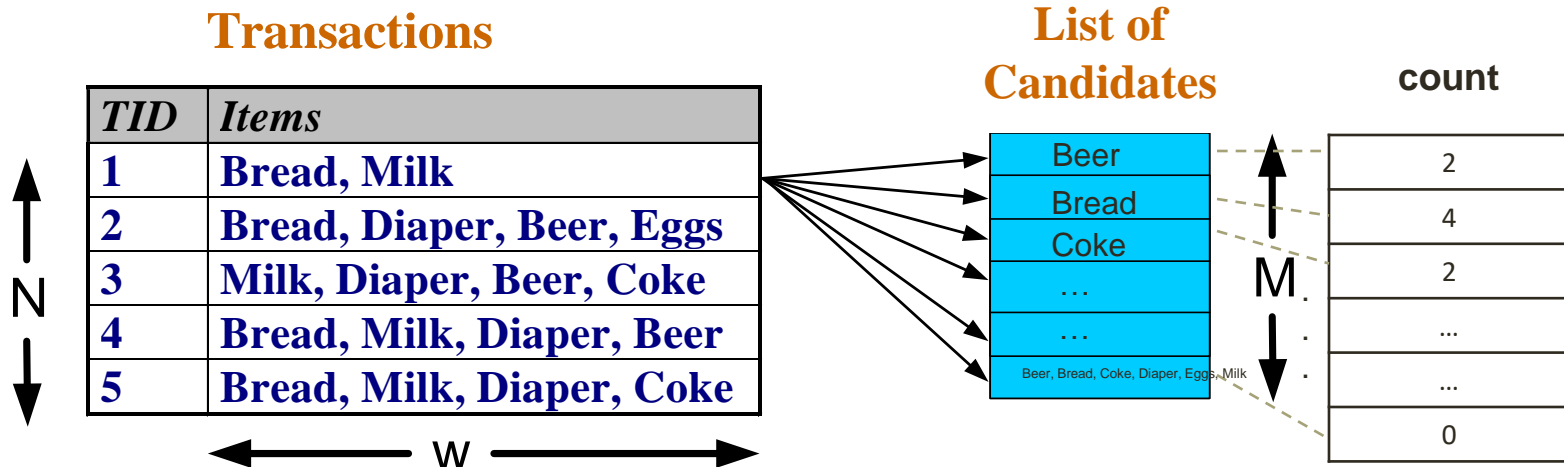 Transactions
TID Items
1 Bread, Milk
2 Bread, Diaper, Beer, Eggs
3 Milk, Diaper, Beer, Coke
4 Bread, Milk, Diaper, Beer
5 Bread, Milk, Diaper, Coke
N
w
List of
Candidates
Beer
Bread
Coke
…
…
Beer, Bread, Coke, Diaper, Eggs, Milk
M
.
.
.
count
2
4
2
...
...
0